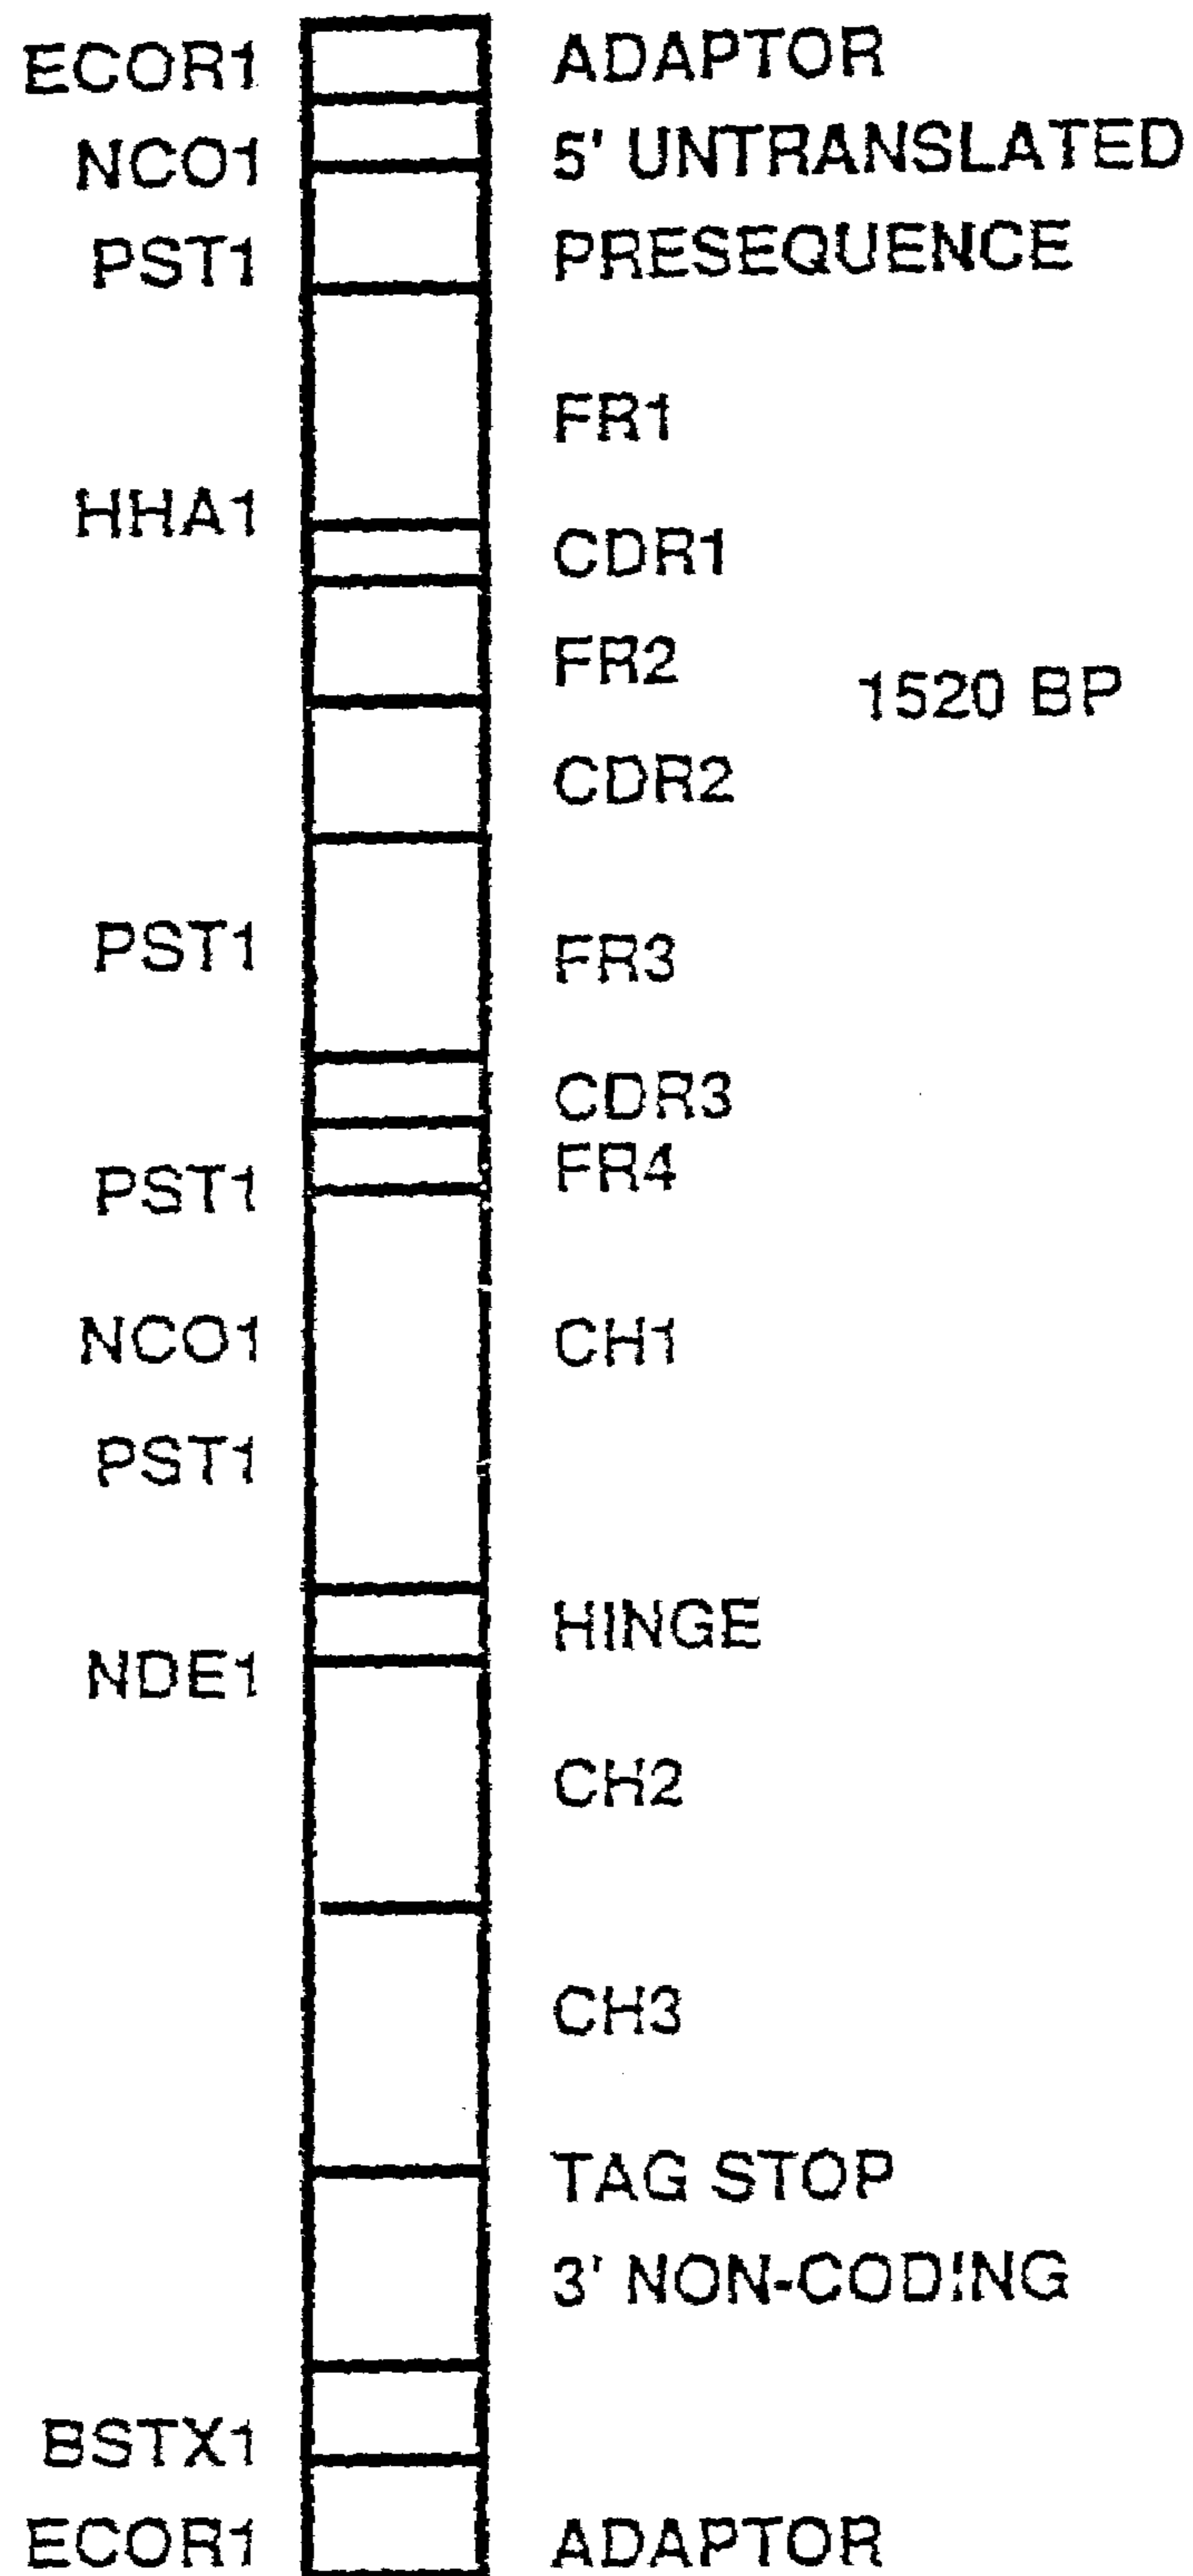 ECOR1 ADAPTOR
NCO1 5' UNTRANSLATED
PST1 PRESEQUENCE
FR1
HHA1
CDR1
FR2
1520 BP
CDR2
PST1 FR3
CDR3
FR4
PST1
NCO1 CH1
PST1
HINGE
NDE1
CH2
CH3
TAG STOP
3' NON-CODING
BSTX1
ECOR1 ADAPTOR